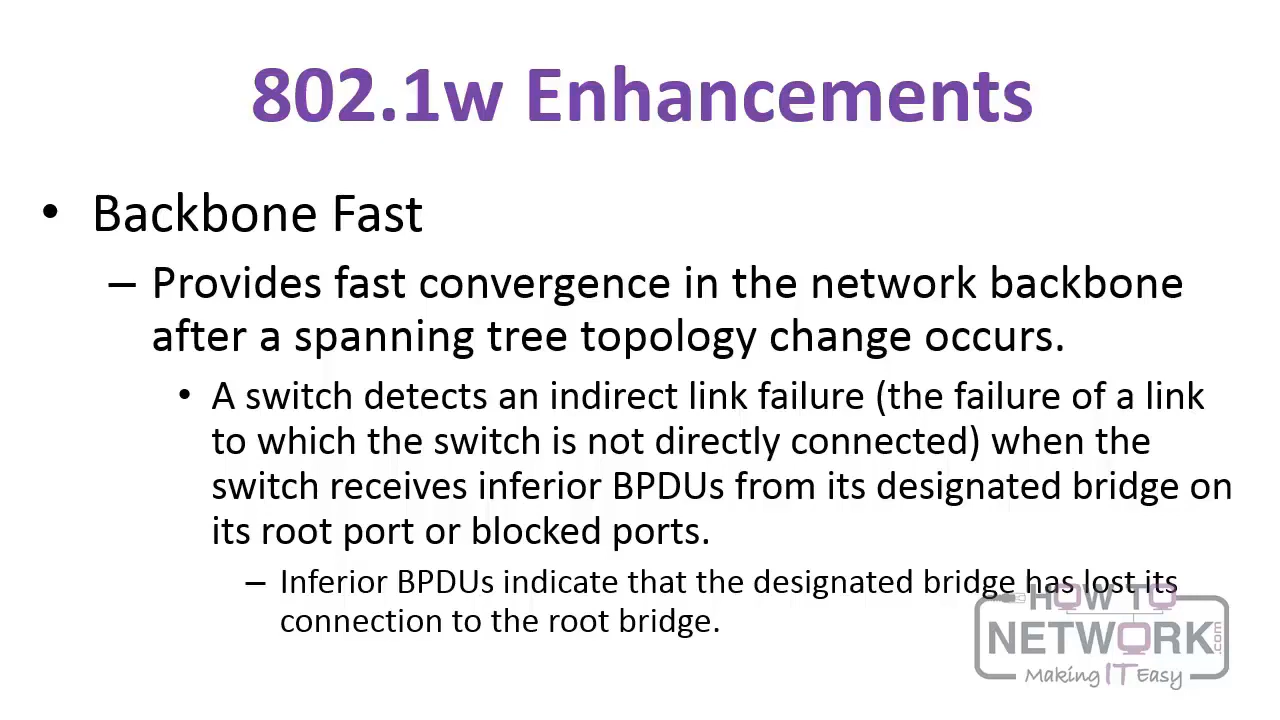 802.1w Enhancements
• Backbone Fast
– Provides fast convergence in the network backbone
after a spanning tree topology change occurs.
• A switch detects an indirect link failure (the failure of a link
to which the switch is not directly connected) when the
switch receives inferior BPDUs from its designated bridge on
its root port or blocked ports.
– Inferior BPDUs indicate that the designated bridge has lost its
connection to the root bridge.
HOW TO
NETWORK.com
Making IT Easy